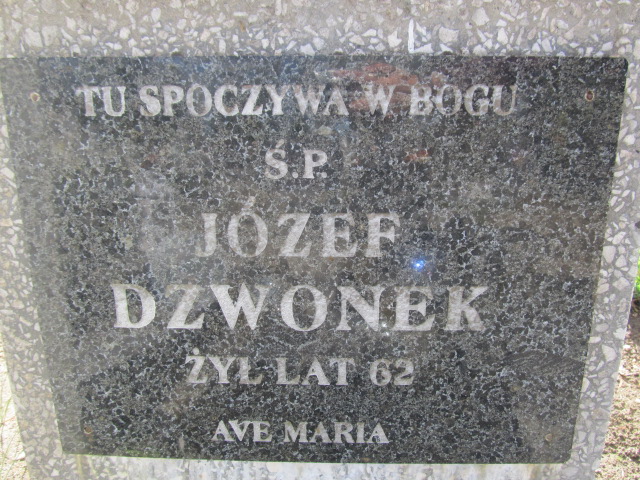 TU SPOCZYWA W BOGU
Ś.P.
JÓZEF
DZWONEK
ŻYŁ LAT 62
AVE MARIA